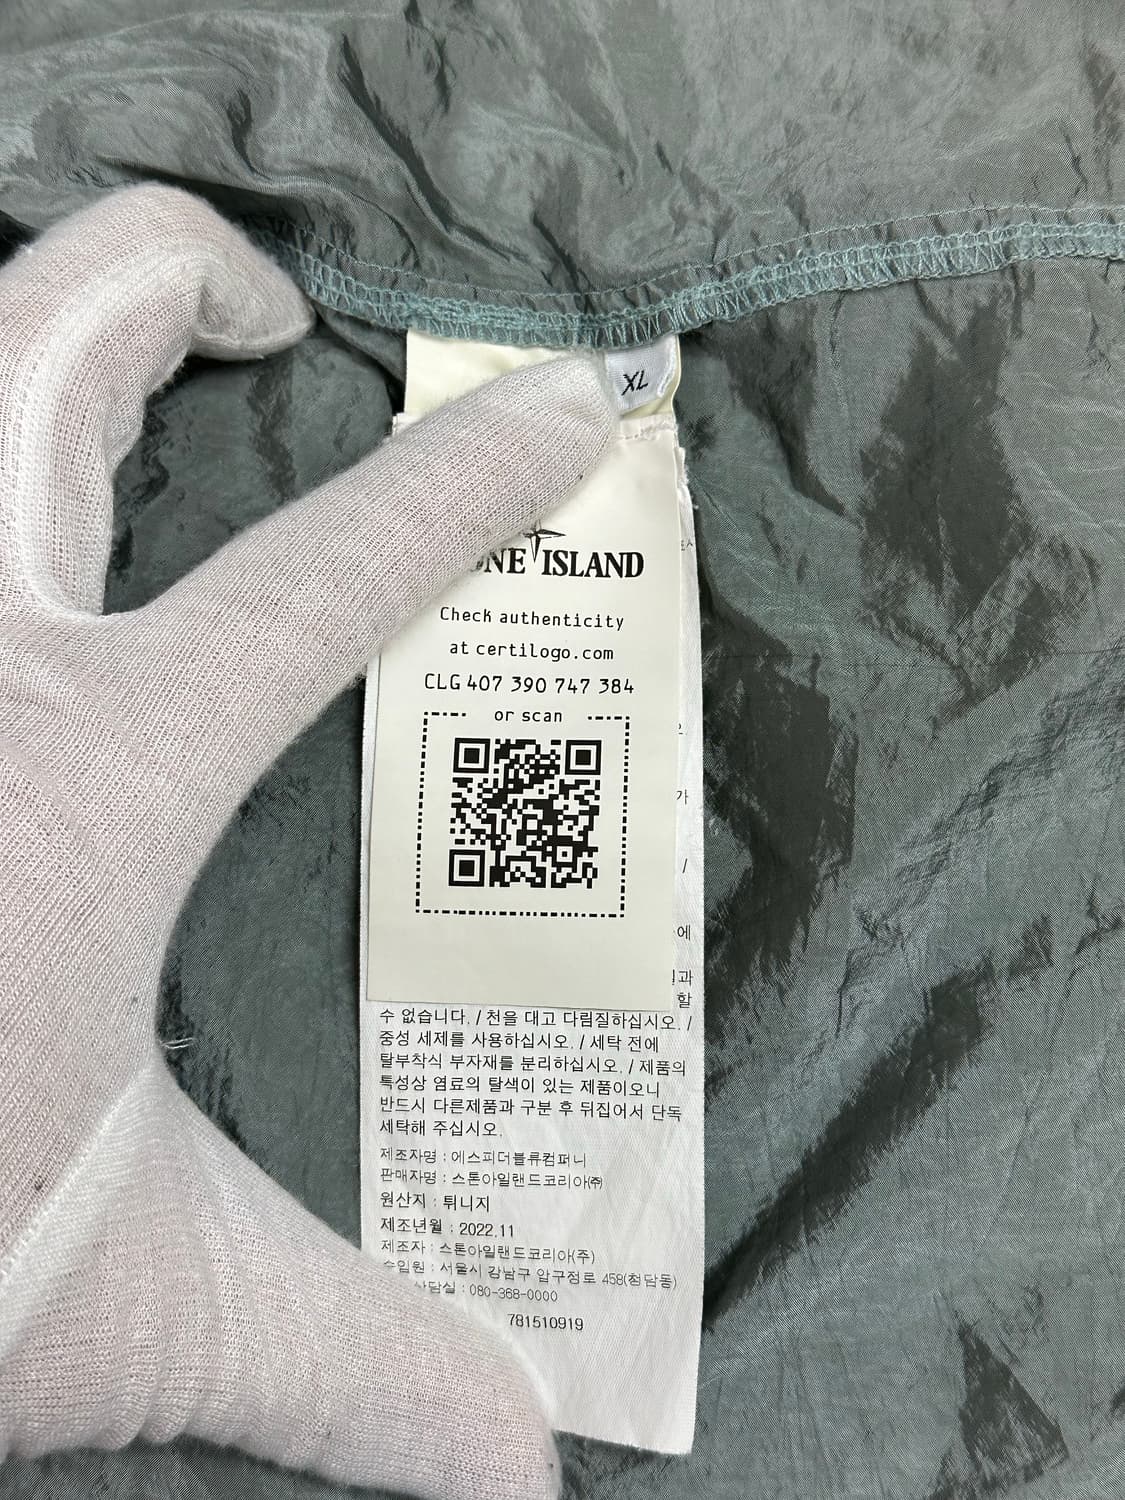 XL
ONE ISLAND
Check authenticity
at certilogo.com
CLG 407 390 747 384
or scan
가
/
에
과
할
수 없습니다. / 천을 대고 다림질하십시오. /
중성 세제를 사용하십시오. / 세탁 전에
탈부착식 부자재를 분리하십시오. / 제품의
특성상 염료의 탈색이 있는 제품이오니
반드시 다른제품과 구분 후 뒤집어서 단독
세탁해 주십시오.
제조자명 : 에스피더블류컴퍼니
판매자명 : 스톤아일랜드코리아㈜
원산지 : 튀니지
제조년월 : 2022.11
제조자 : 스톤아일랜드코리아(주)
수입원 : 서울시 강남구 압구정로 458(청담동)
담실 : 080-368-0000
781510919